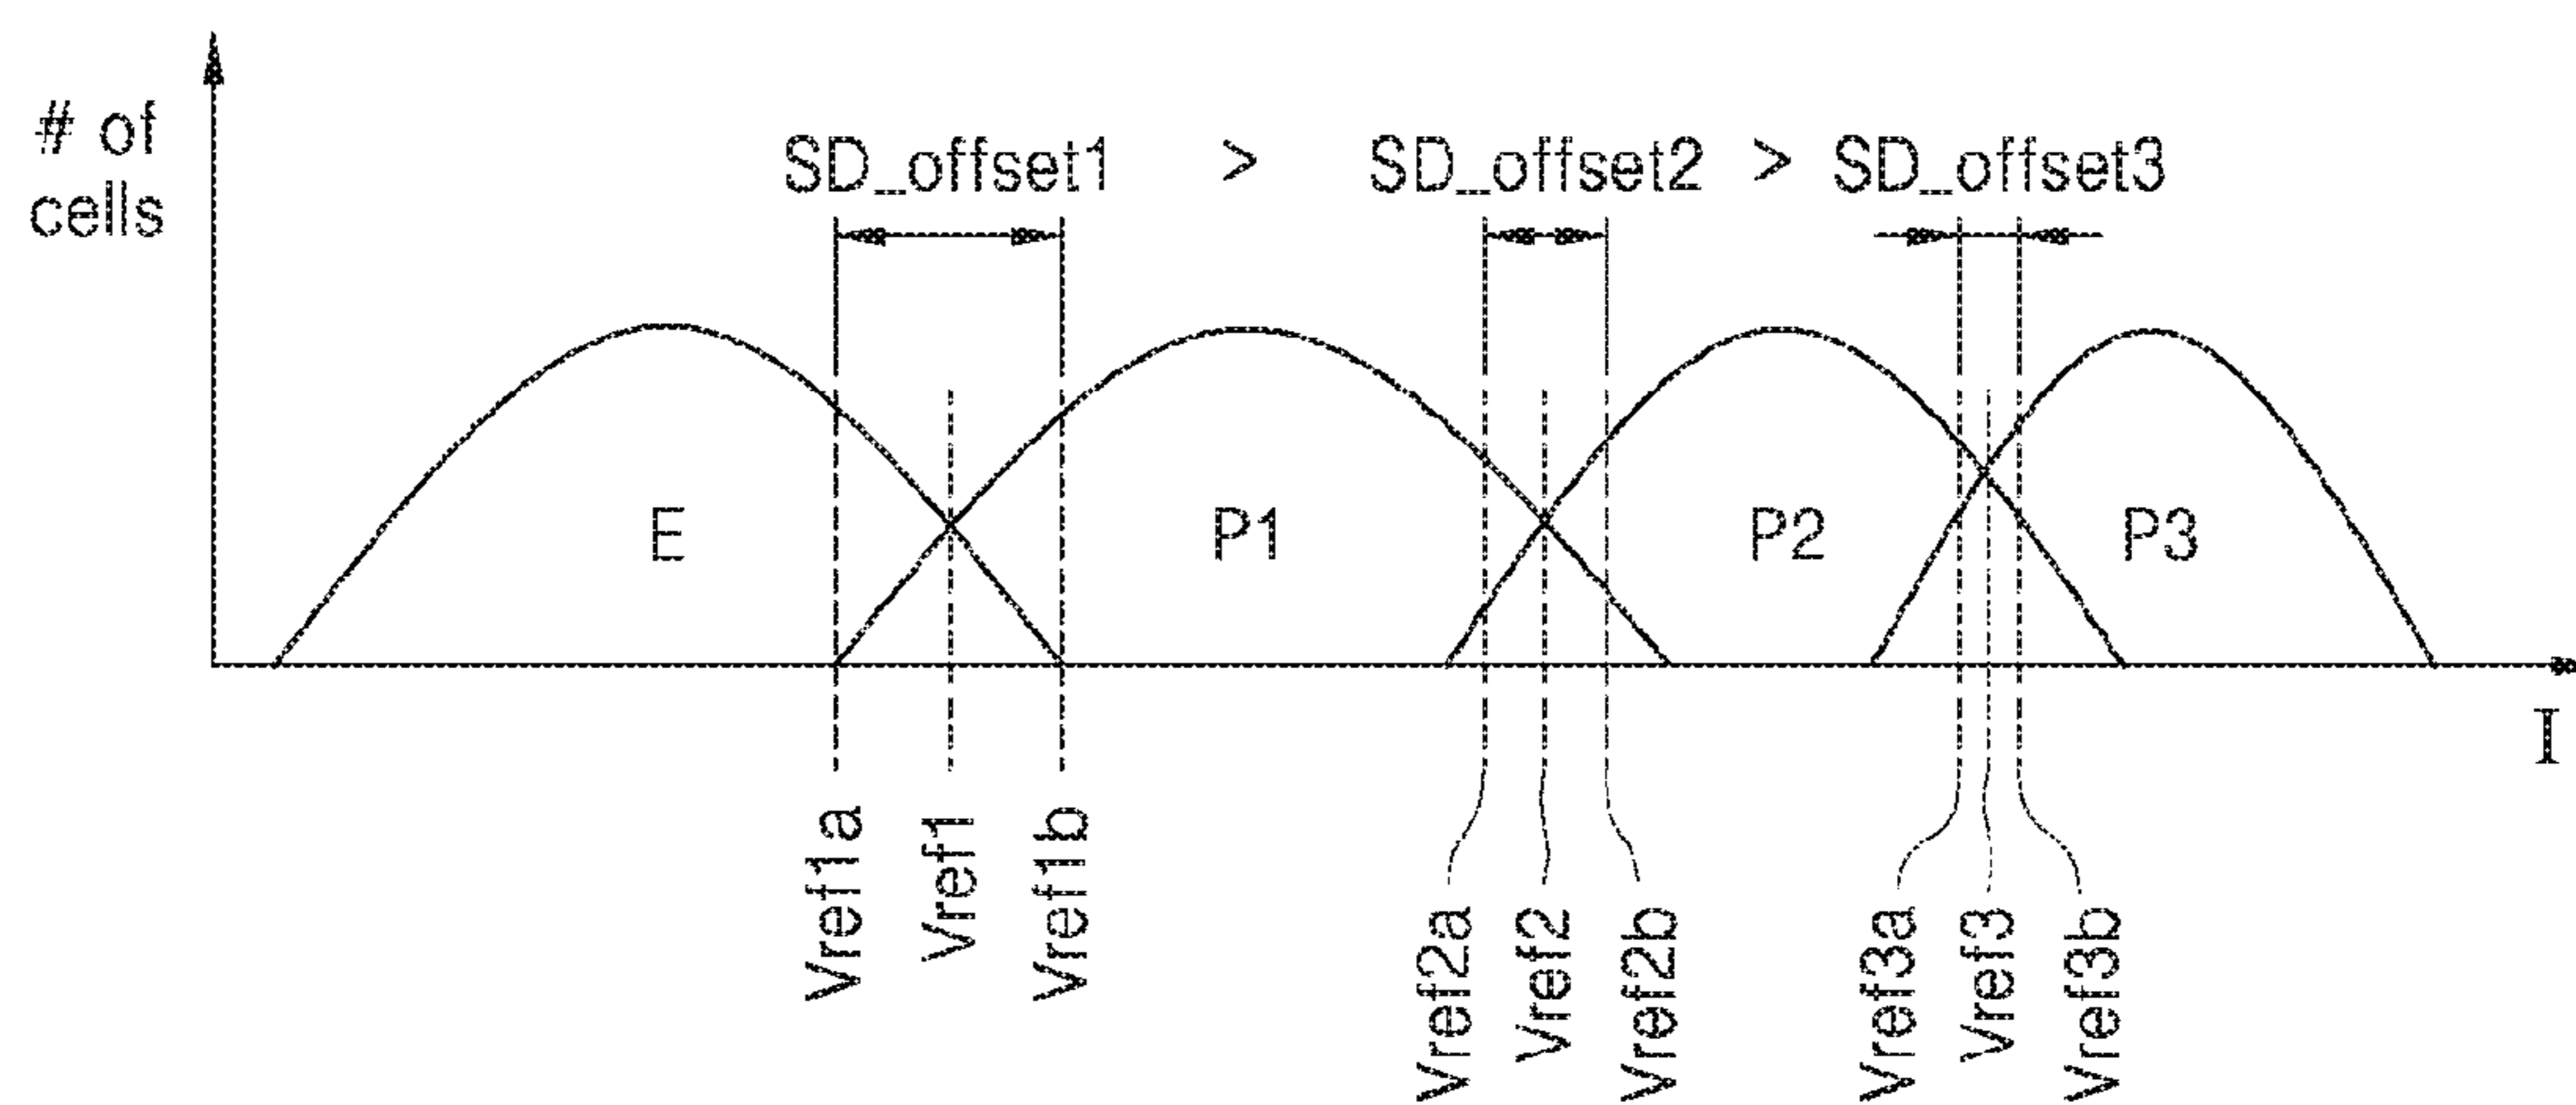 # of
cells
SD_offset1 > SD_offset2 > SD_offset3
E P1 P2 P3
I
Vref1a Vref1 Vref1b
Vref2a Vref2 Vref2b Vref3a Vref3 Vref3b